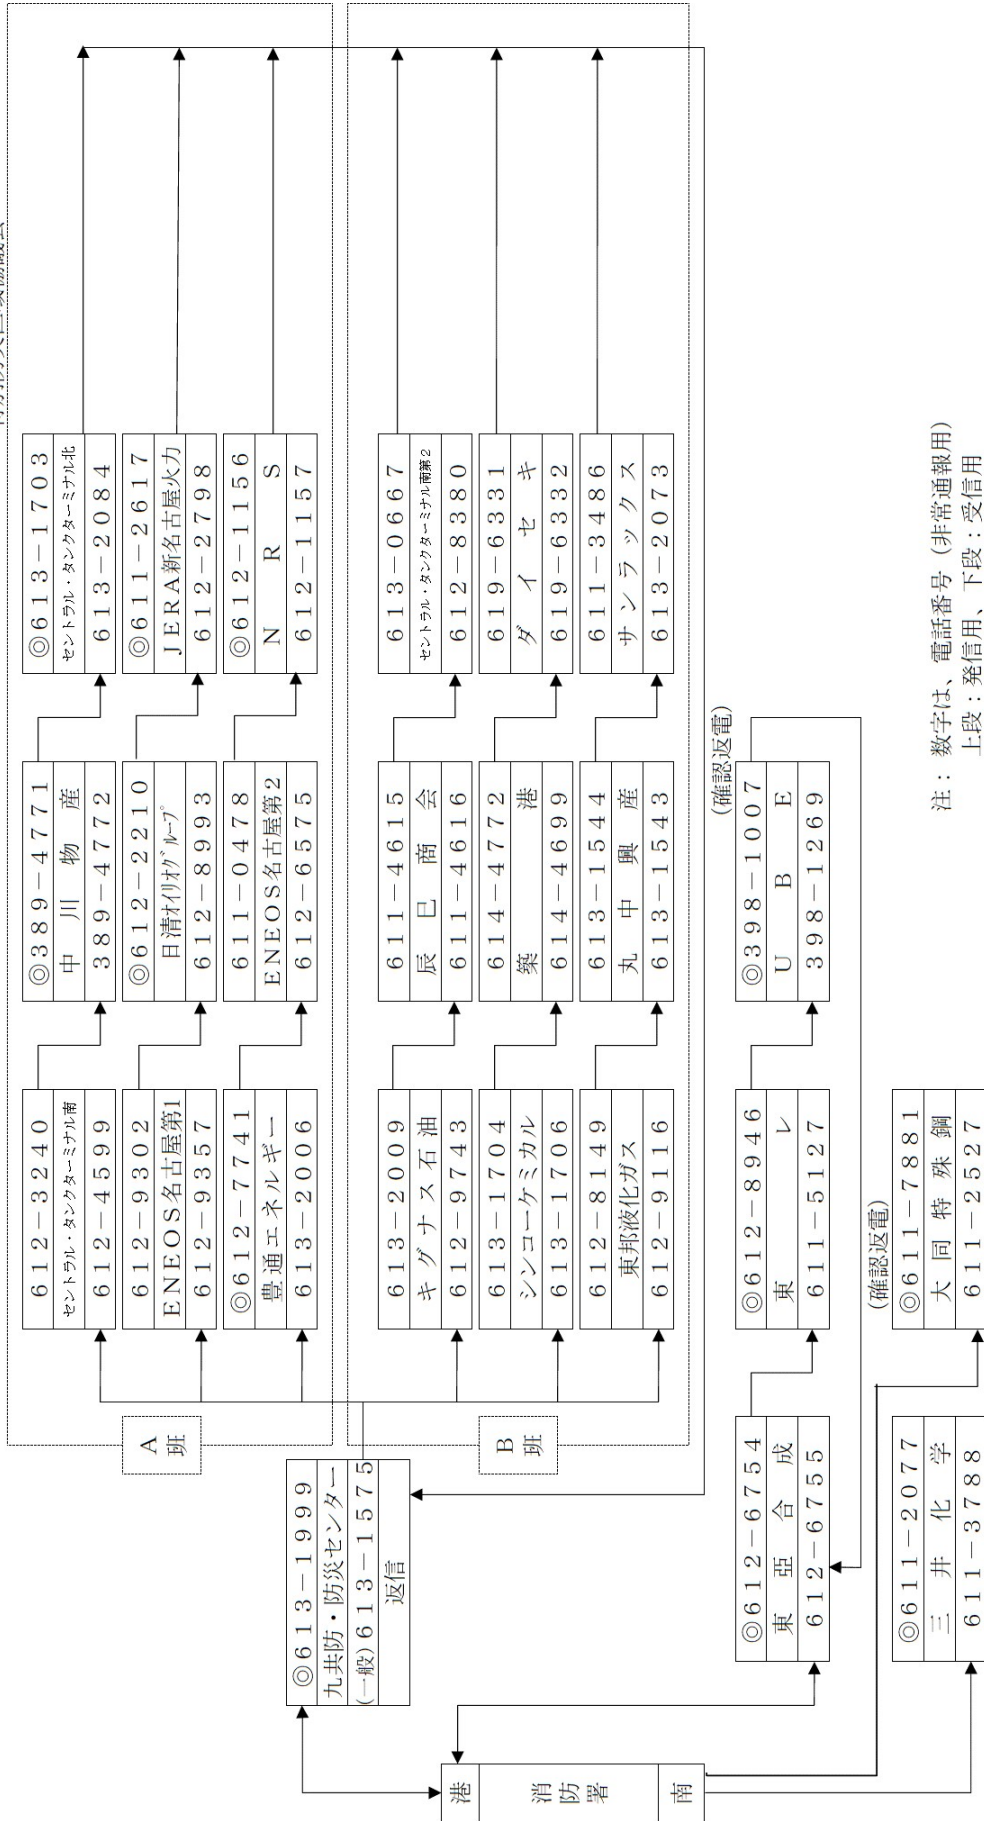 港
消防署
南
◎613-1999
九共防・防災センター
(一般)613-1575
返信
A班
B班
612-3240
セントラル・タンクターミナル南
612-4599
◎389-4771
中川物産
389-4772
◎613-1703
セントラル・タンクターミナル北
613-2084
612-9302
ENEOS名古屋第1
612-9357
◎612-2210
日清オイリオグループ
612-8993
◎611-2617
JERA新名古屋火力
612-2798
◎612-7741
豊通エネルギー
613-2006
611-0478
ENEOS名古屋第2
612-6575
◎612-1156
NRS
612-1157
613-2009
キグナス石油
612-9743
611-4615
辰巳商会
611-4616
613-0667
セントラル・タンクターミナル南第2
612-8380
613-1704
シンコーケミカル
613-1706
614-4772
築港
614-4699
619-6331
ダイセキ
619-6332
612-8149
東邦液化ガス
612-9116
613-1544
丸中興産
613-1543
611-3486
サンラックス
613-2073
(確認返電)
◎612-6754
東亞合成
612-6755
◎612-8946
東レ
611-5127
◎398-1007
UBE
398-1269
(確認返電)
◎611-2077
三井化学
611-3788
◎611-7881
大同特殊鋼
611-2527
注：数字は、電話番号（非常通報用）
上段：発信用、下段：受信用